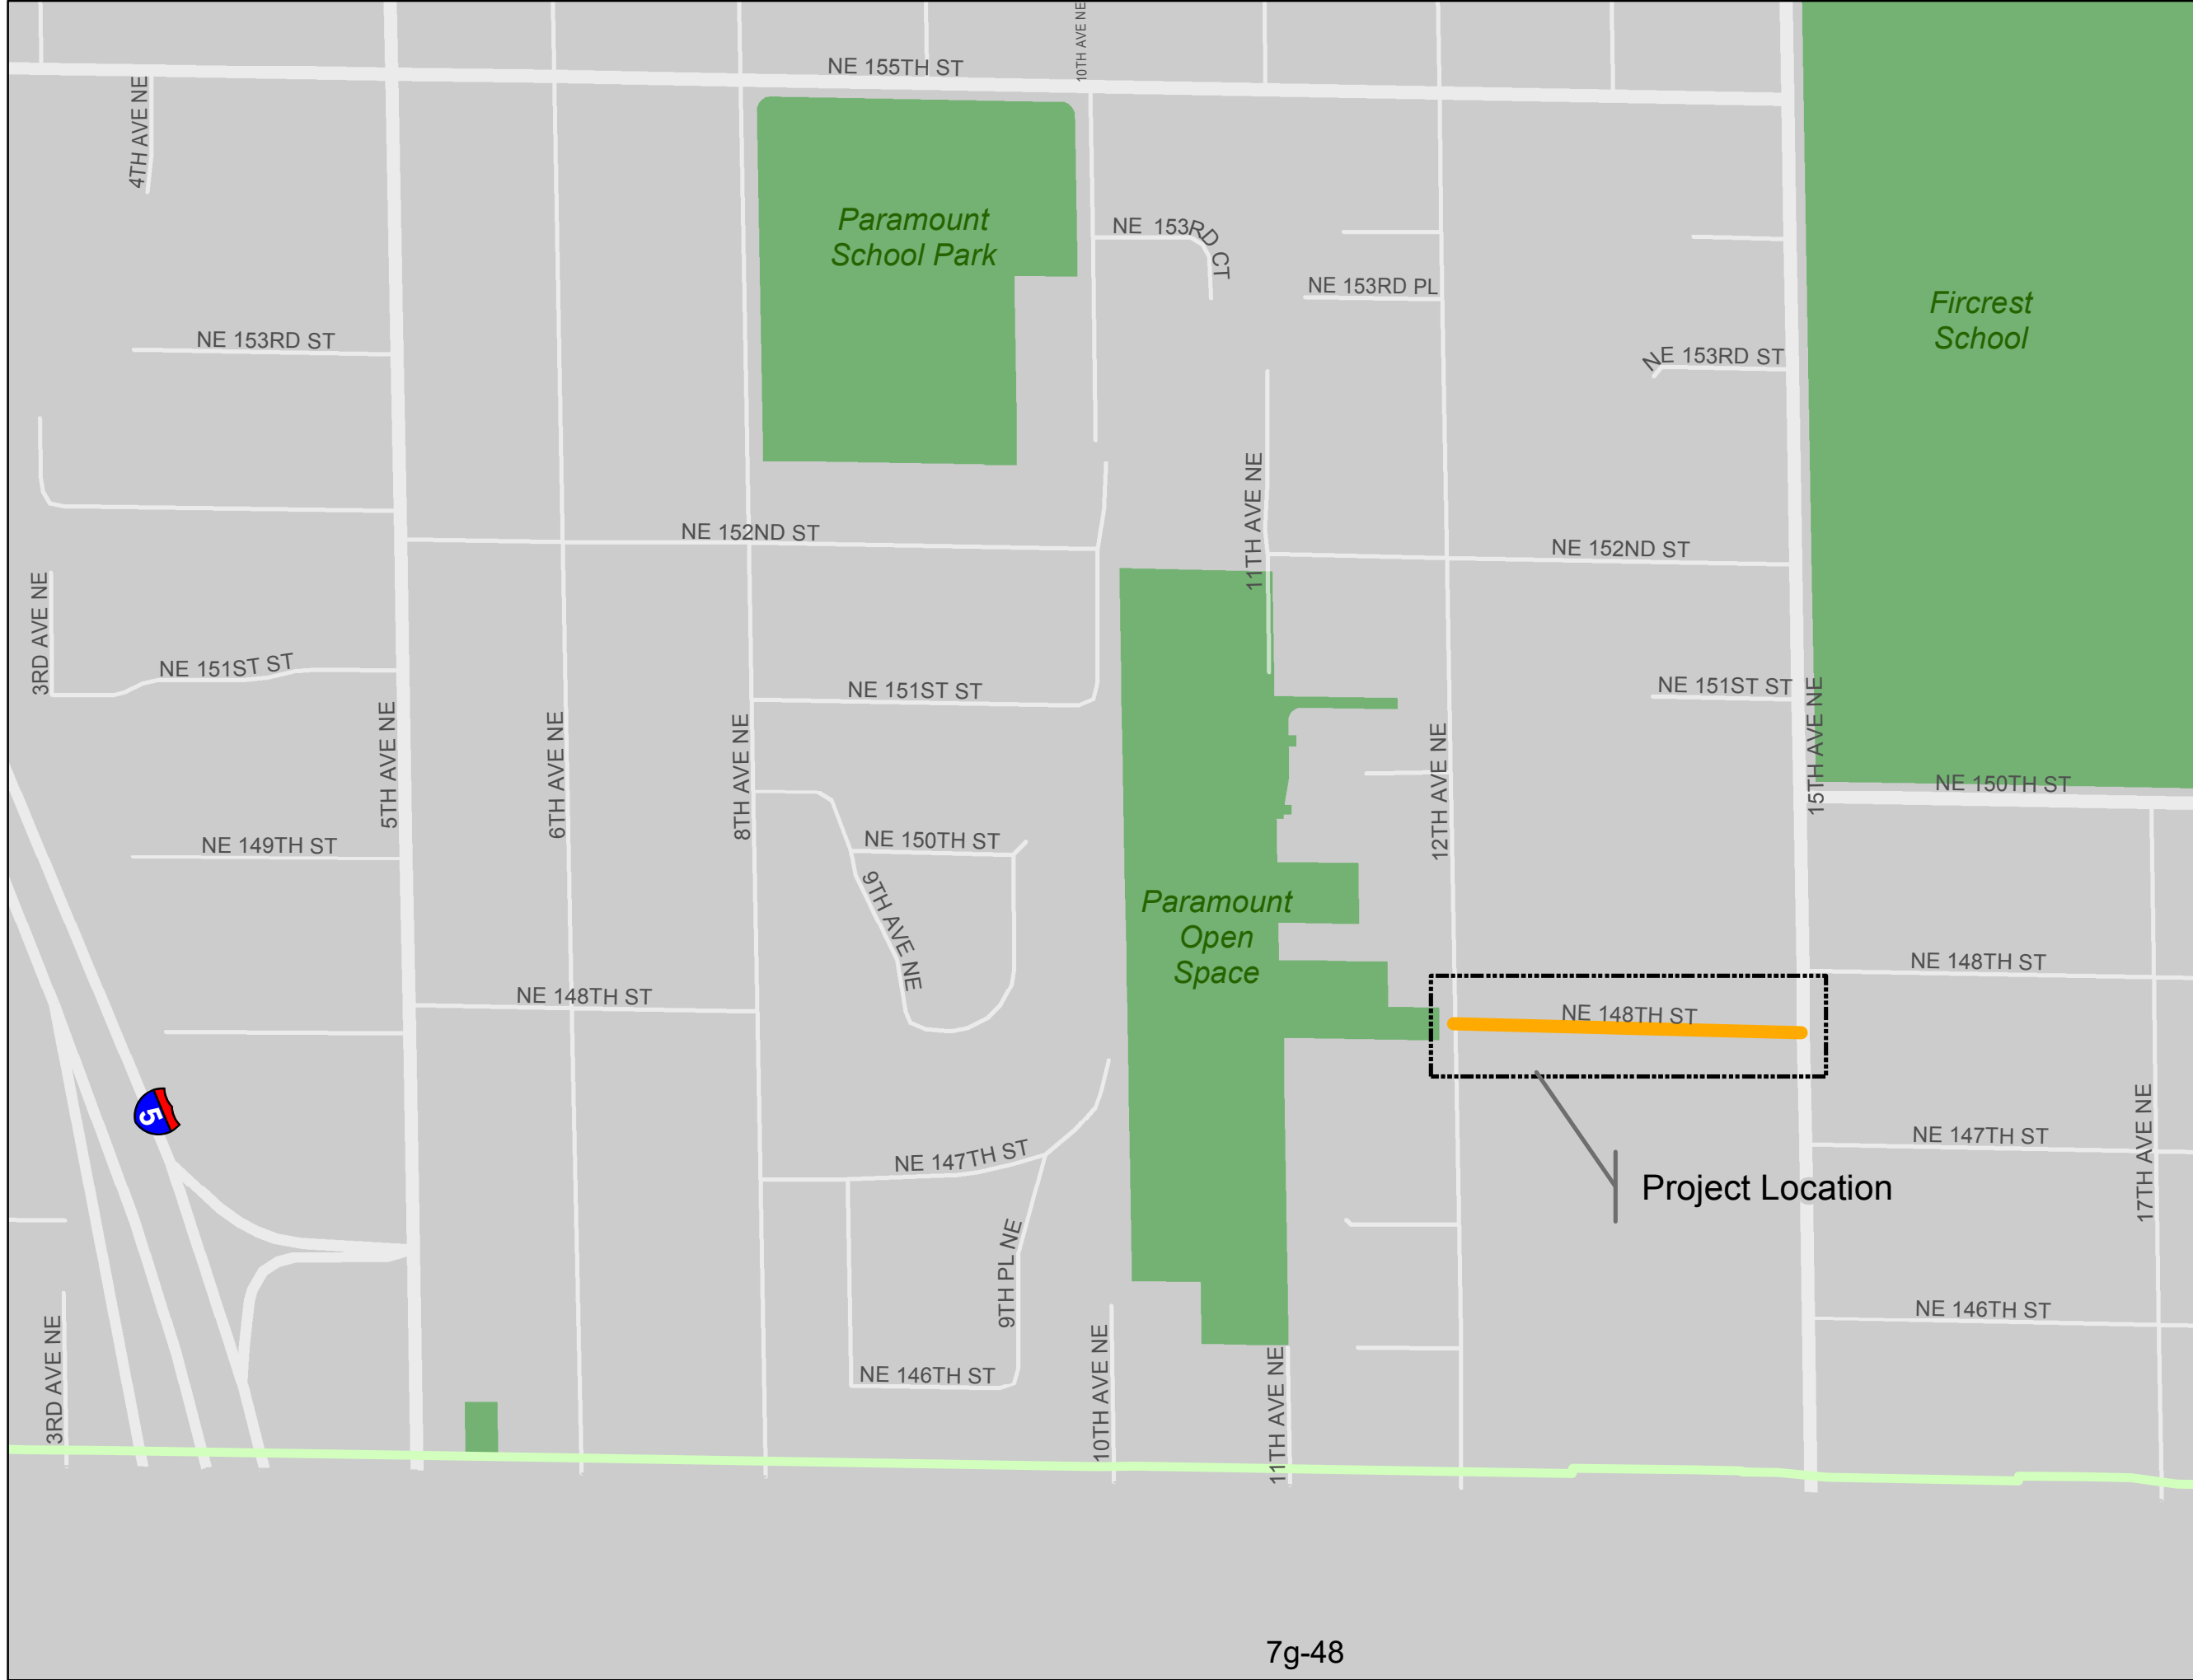 10TH AVE NE
NE 155TH ST
4TH AVE NE
Paramount
School Park
NE 153RD CT
NE 153RD PL
Fircrest
School
NE 153RD ST
NE 153RD ST
11TH AVE NE
NE 152ND ST
NE 152ND ST
3RD AVE NE
NE 151ST ST
NE 151ST ST
NE 151ST ST
5TH AVE NE
6TH AVE NE
8TH AVE NE
12TH AVE NE
15TH AVE NE
NE 150TH ST
NE 149TH ST
NE 150TH ST
9TH AVE NE
Paramount
Open
Space
NE 148TH ST
NE 148TH ST
NE 148TH ST
5
NE 147TH ST
NE 147TH ST
17TH AVE NE
Project Location
9TH PL NE
NE 146TH ST
3RD AVE NE
10TH AVE NE
11TH AVE NE
NE 146TH ST
7g-48